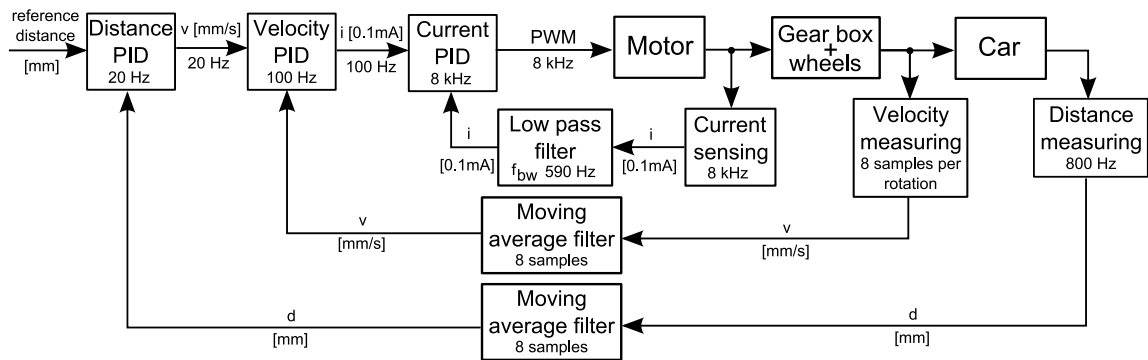 reference
distance
[mm]
Distance
PID
20 Hz
v [mm/s]
20 Hz
Velocity
PID
100 Hz
i [0.1mA]
100 Hz
Current
PID
8 kHz
PWM
8 kHz
Motor
Gear box
+
wheels
Car
i
[0.1mA]
Low pass
filter
fbw 590 Hz
i
[0.1mA]
Current
sensing
8 kHz
Velocity
measuring
8 samples per
rotation
Distance
measuring
800 Hz
v
[mm/s]
Moving
average filter
8 samples
v
[mm/s]
d
[mm]
Moving
average filter
8 samples
d
[mm]